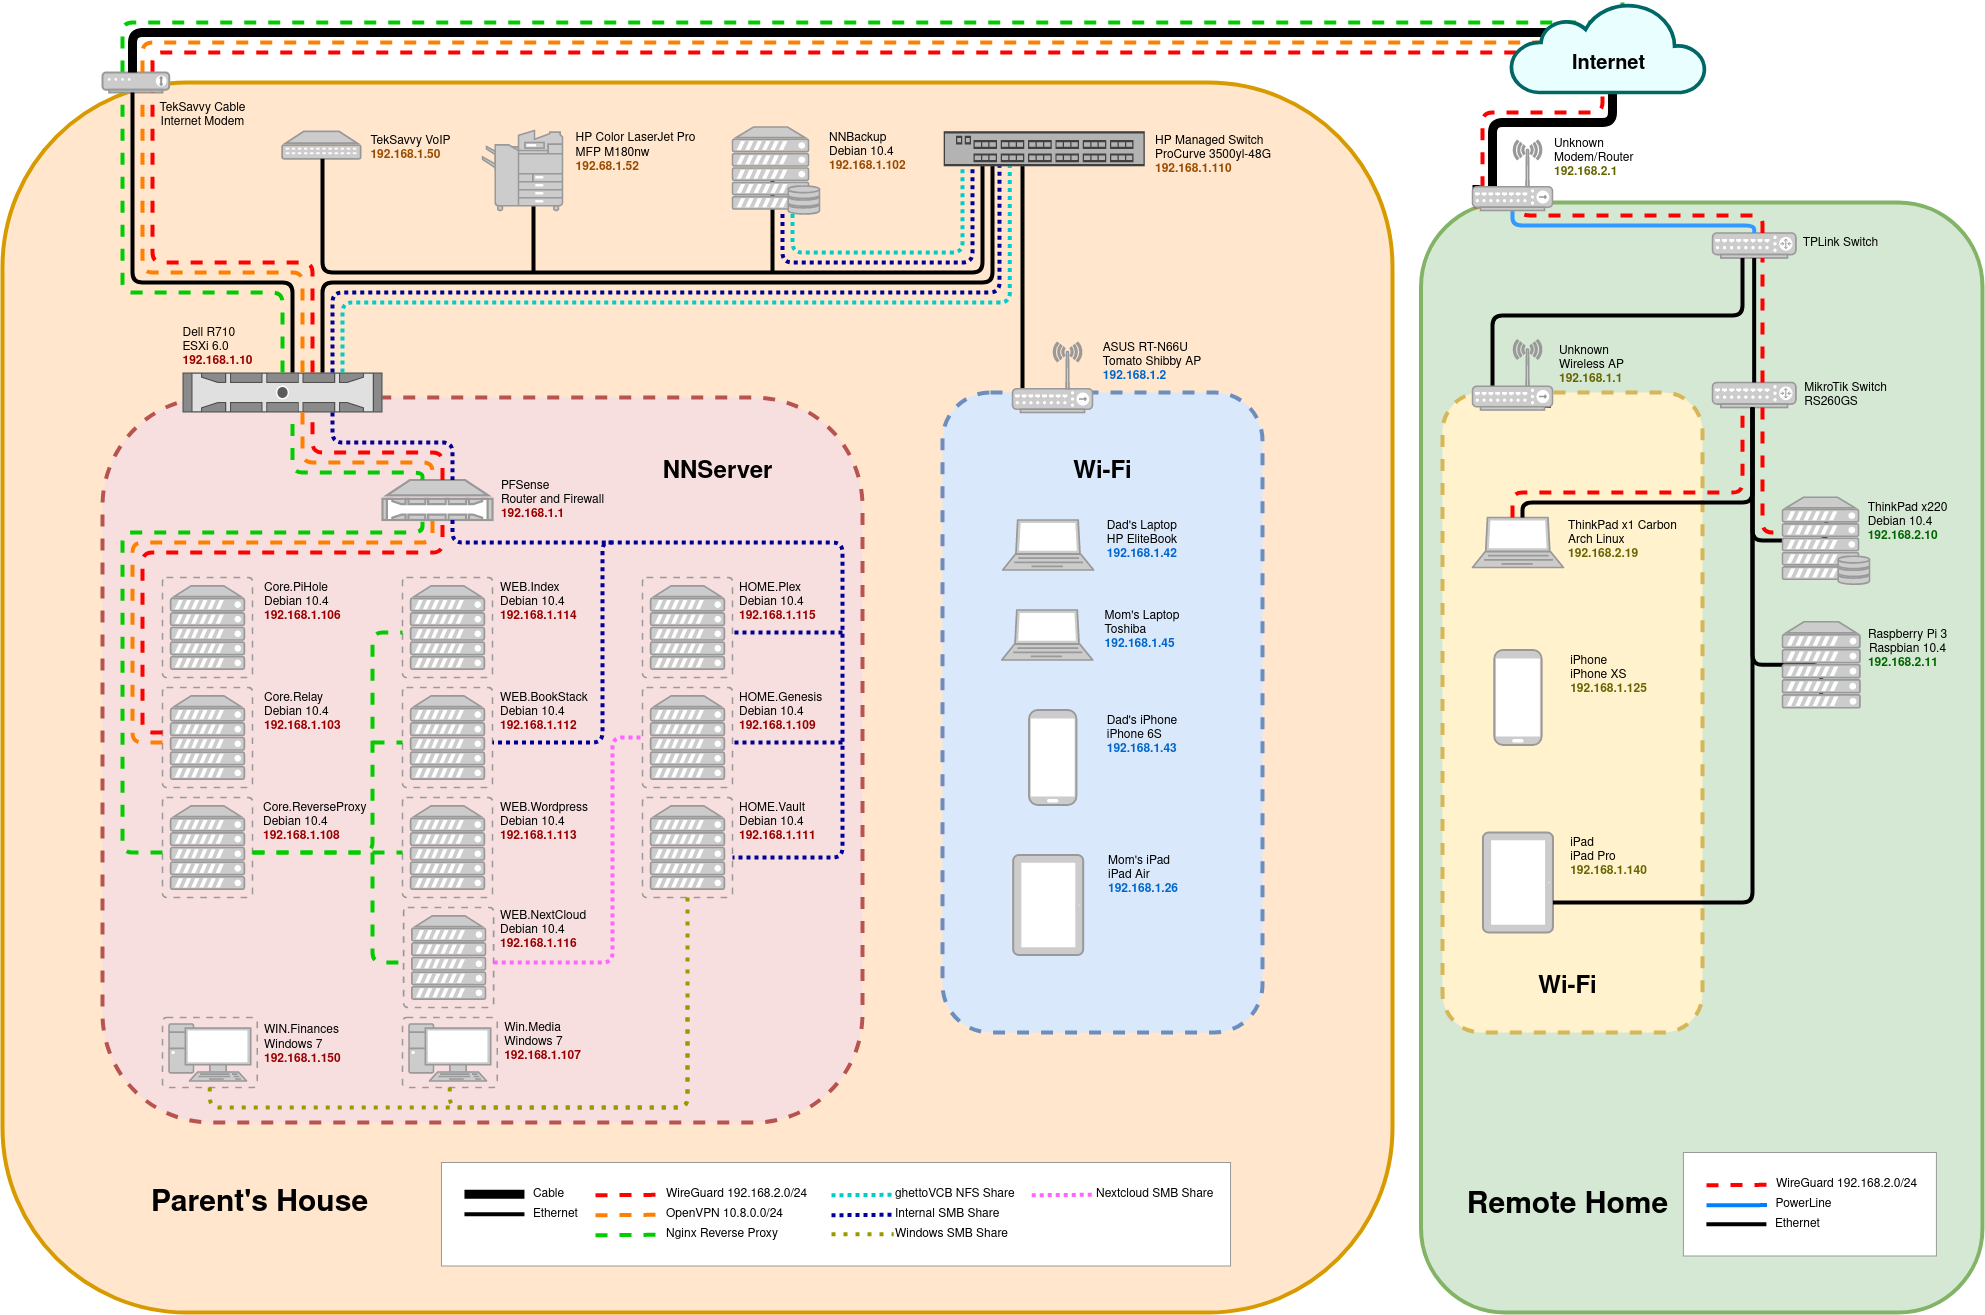 Internet
TekSavvy Cable
Internet Modem
TekSavvy VoIP
192.168.1.50
HP Color LaserJet Pro
MFP M180nw
192.68.1.52
NNBackup
Debian 10.4
192.168.1.102
HP Managed Switch
ProCurve 3500yl-48G
192.168.1.110
Unknown
Modem/Router
192.168.2.1
TPLink Switch
Dell R710
ESXi 6.0
192.168.1.10
ASUS RT-N66U
Tomato Shibby AP
192.168.1.2
Unknown
Wireless AP
192.168.1.1
MikroTik Switch
RS260GS
NNServer
Wi-Fi
PFSense
Router and Firewall
192.168.1.1
Dad's Laptop
HP EliteBook
192.168.1.42
ThinkPad x1 Carbon
Arch Linux
192.168.2.19
ThinkPad x220
Debian 10.4
192.168.2.10
Core.PiHole
Debian 10.4
192.168.1.106
WEB.Index
Debian 10.4
192.168.1.114
HOME.Plex
Debian 10.4
192.168.1.115
Mom's Laptop
Toshiba
192.168.1.45
Raspberry Pi 3
Raspbian 10.4
192.168.2.11
iPhone
iPhone XS
192.168.1.125
Core.Relay
Debian 10.4
192.168.1.103
WEB.BookStack
Debian 10.4
192.168.1.112
HOME.Genesis
Debian 10.4
192.168.1.109
Dad's iPhone
iPhone 6S
192.168.1.43
Core.ReverseProxy
Debian 10.4
192.168.1.108
WEB.Wordpress
Debian 10.4
192.168.1.113
HOME.Vault
Debian 10.4
192.168.1.111
Mom's iPad
iPad Air
192.168.1.26
iPad
iPad Pro
192.168.1.140
WEB.NextCloud
Debian 10.4
192.168.1.116
Wi-Fi
WIN.Finances
Windows 7
192.168.1.150
Win.Media
Windows 7
192.168.1.107
Parent's House
Cable
Ethernet
WireGuard 192.168.2.0/24
OpenVPN 10.8.0.0/24
Nginx Reverse Proxy
ghettoVCB NFS Share
Internal SMB Share
Windows SMB Share
Nextcloud SMB Share
Remote Home
WireGuard 192.168.2.0/24
PowerLine
Ethernet